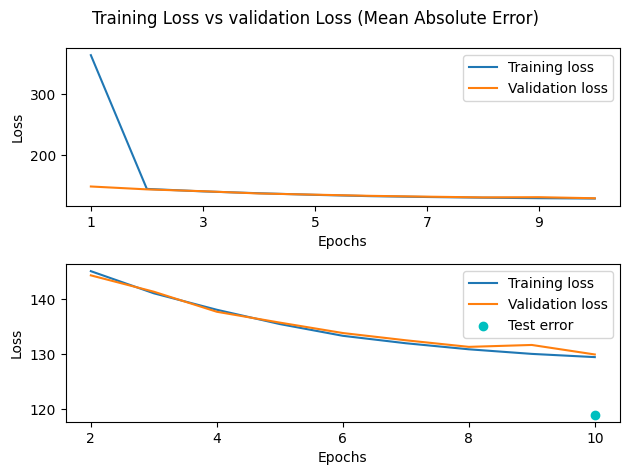 Training Loss vs validation Loss (Mean Absolute Error)
Training loss
Validation loss
300
200
Loss
1 3 5 7 9
Epochs
Training loss
Validation loss
Test error
140
130
120
Loss
2 4 6 8 10
Epochs